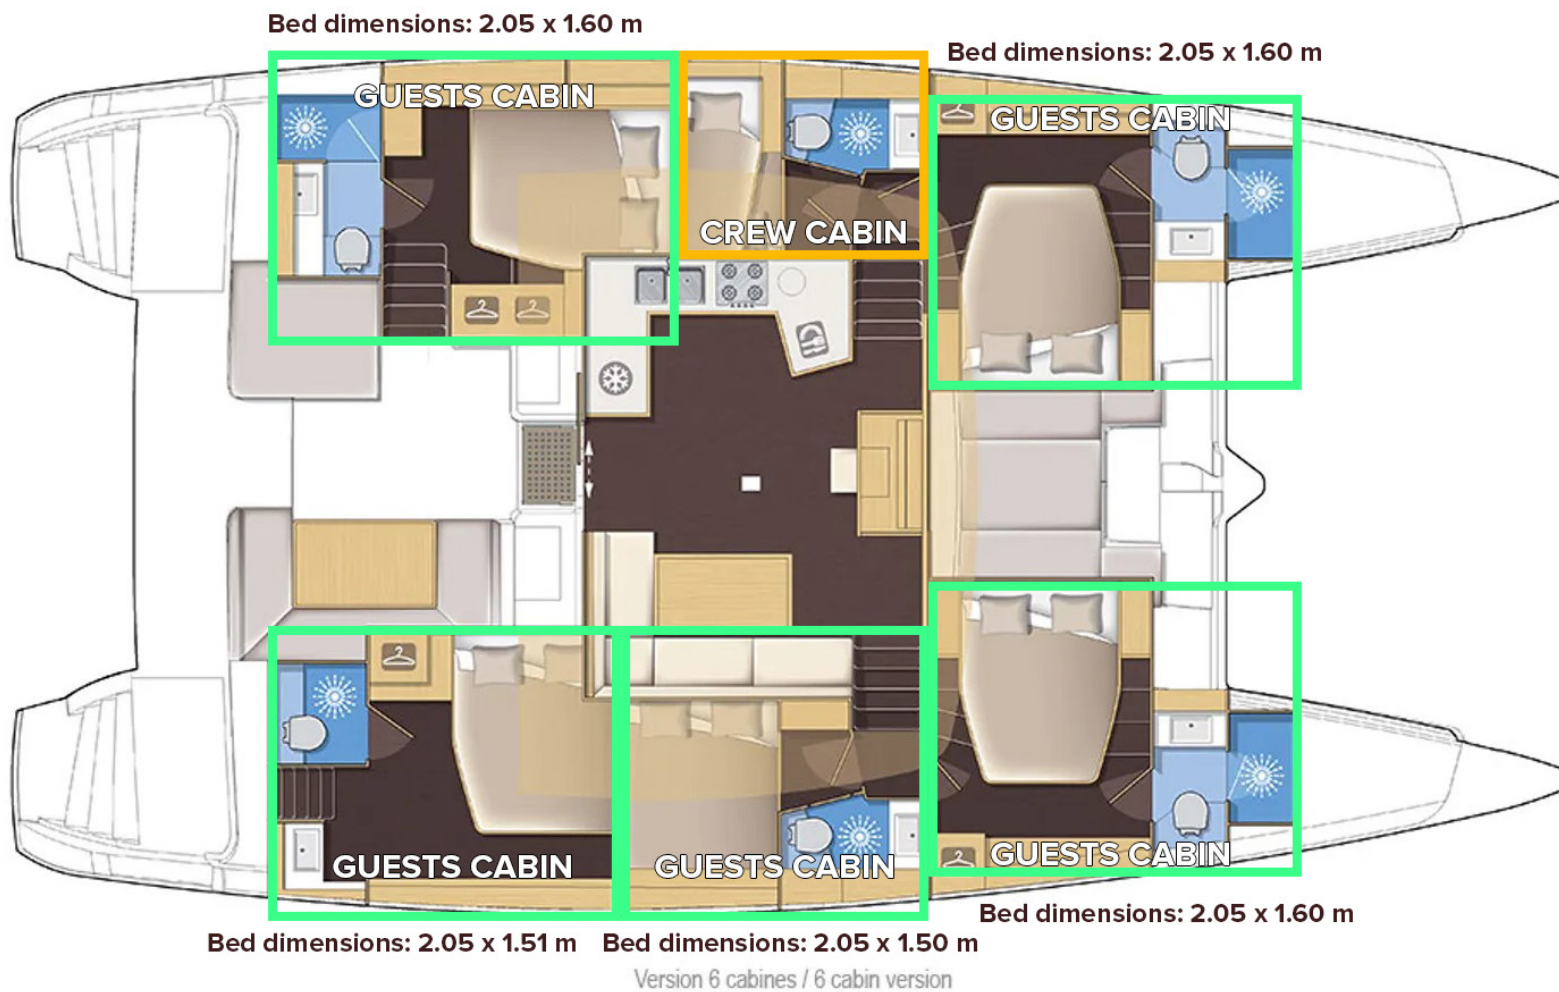 Bed dimensions: 2.05 x 1.60 m
Bed dimensions: 2.05 x 1.60 m
GUESTS CABIN
GUESTS CABIN
CREW CABIN
GUESTS CABIN
GUESTS CABIN
GUESTS CABIN
Bed dimensions: 2.05 x 1.60 m
Bed dimensions: 2.05 x 1.51 m
Bed dimensions: 2.05 x 1.50 m
Version 6 cabines / 6 cabin version